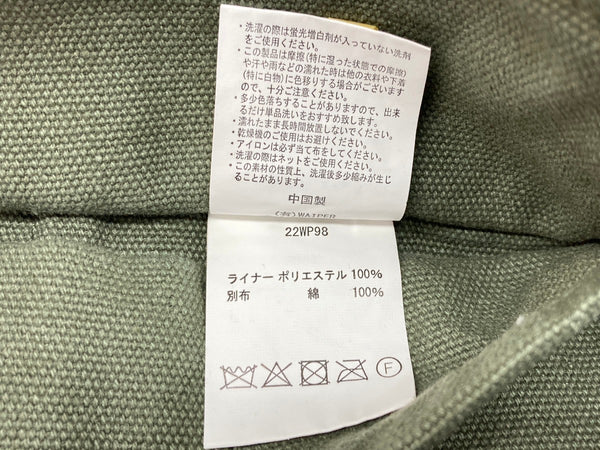 ・洗濯の際は蛍光増白剤が入っていない洗剤
をご使用ください。
・この製品は摩擦(特に湿った状態での摩擦)
や汗や雨などの濡れた時は他の衣料や下着
(特に白物)に色移りする場合がございます
ので、十分ご注意ください。
・多少色落ちすることがありますので、出来
るだけ単品洗いをおすすめ致します。
・濡れたまま長時間放置しないでください。
・乾燥機のご使用はお避けください。
・アイロンは必ず当て布をしてください。
・洗濯の際はネットをご使用ください。
・この素材の性質上、洗濯後多少縮みが生じ
ることがあります。
中国製
(有)WAIPER
22WP98
ライナー ポリエステル 100%
別布 綿 100%
F